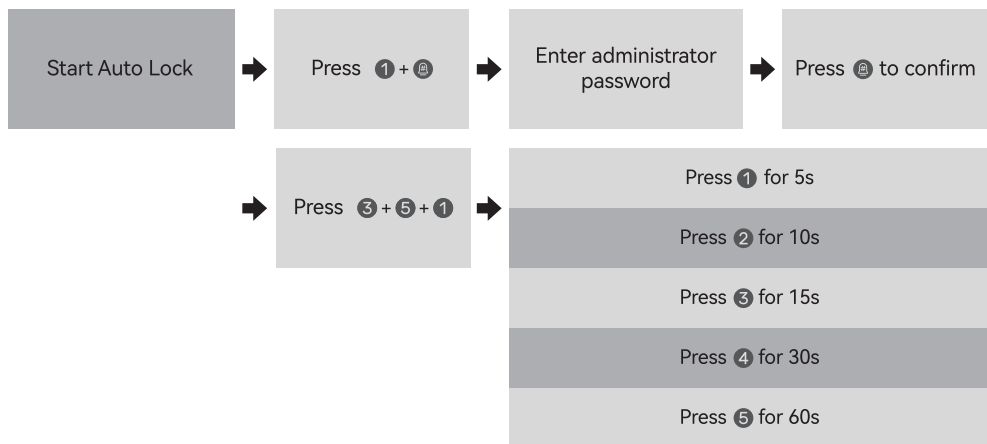 Start Auto Lock
Press 1 + #
Enter administrator
password
Press # to confirm
Press 3 + 5 + 1
Press 1 for 5s
Press 2 for 10s
Press 3 for 15s
Press 4 for 30s
Press 5 for 60s